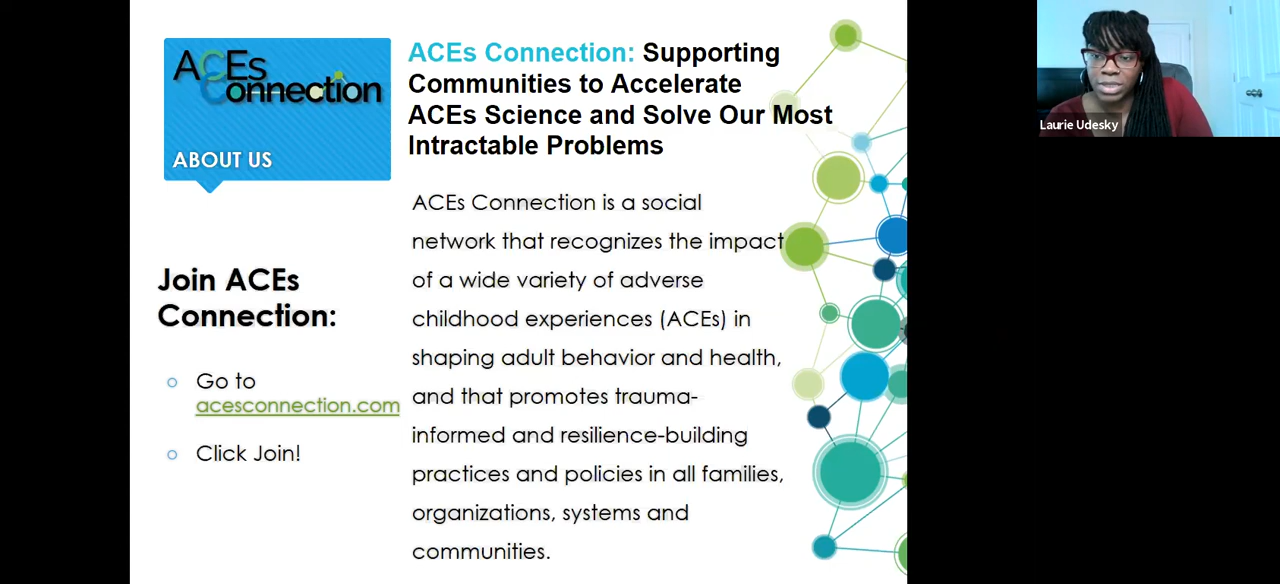 ACEs
Connection
ABOUT US
ACEs Connection: Supporting
Communities to Accelerate
ACEs Science and Solve Our Most
Intractable Problems
ACEs Connection is a social
network that recognizes the impact
of a wide variety of adverse
childhood experiences (ACEs) in
shaping adult behavior and health,
and that promotes trauma-
informed and resilience-building
practices and policies in all families,
organizations, systems and
communities.
Join ACEs
Connection:
Go to
acesconnection.com
Click Join!
Laurie Udesky